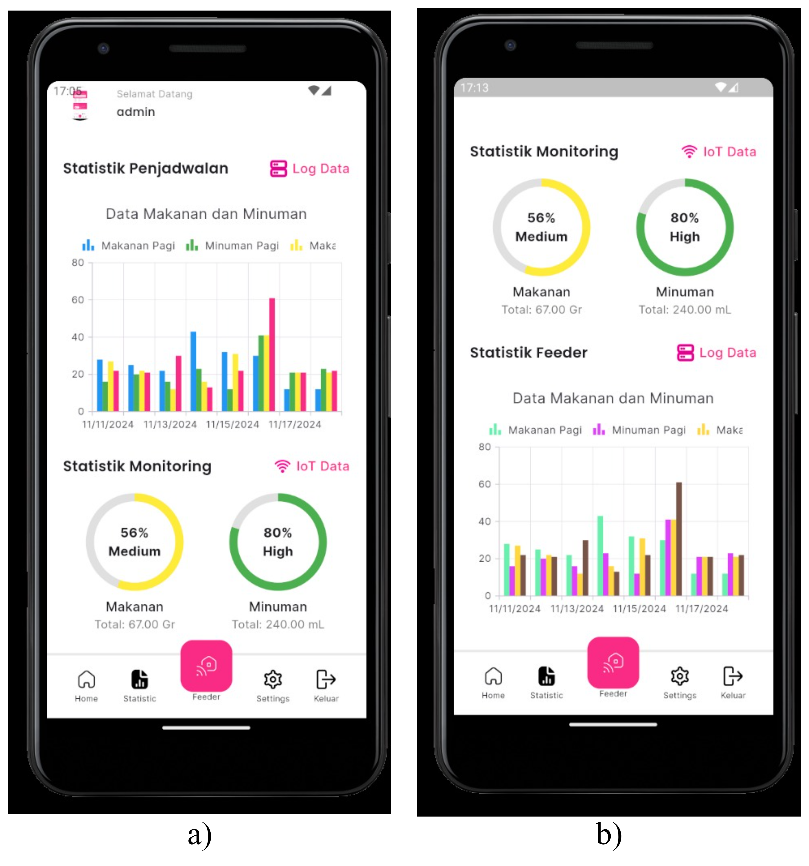 17:05
Selamat Datang
admin
Statistik Penjadwalan Log Data
Data Makanan dan Minuman
Makanan Pagi Minuman Pagi Maka
80
60
40
20
0
11/11/2024 11/13/2024 11/15/2024 11/17/2024
Statistik Monitoring IoT Data
56% 80%
Medium High
Makanan Minuman
Total: 67.00 Gr Total: 240.00 mL
Home Statistic Feeder Settings Keluar
a)
17:13
Statistik Monitoring IoT Data
56% 80%
Medium High
Makanan Minuman
Total: 67.00 Gr Total: 240.00 mL
Statistik Feeder Log Data
Data Makanan dan Minuman
Makanan Pagi Minuman Pagi Maka
80
60
40
20
0
11/11/2024 11/13/2024 11/15/2024 11/17/2024
Home Statistic Feeder Settings Keluar
b)